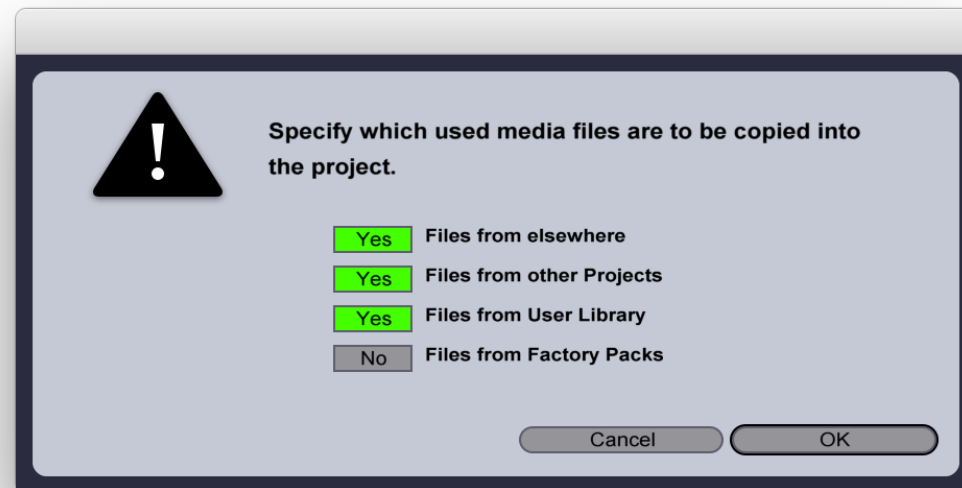 !
Specify which used media files are to be copied into
the project.
Yes Files from elsewhere
Yes Files from other Projects
Yes Files from User Library
No Files from Factory Packs
Cancel OK